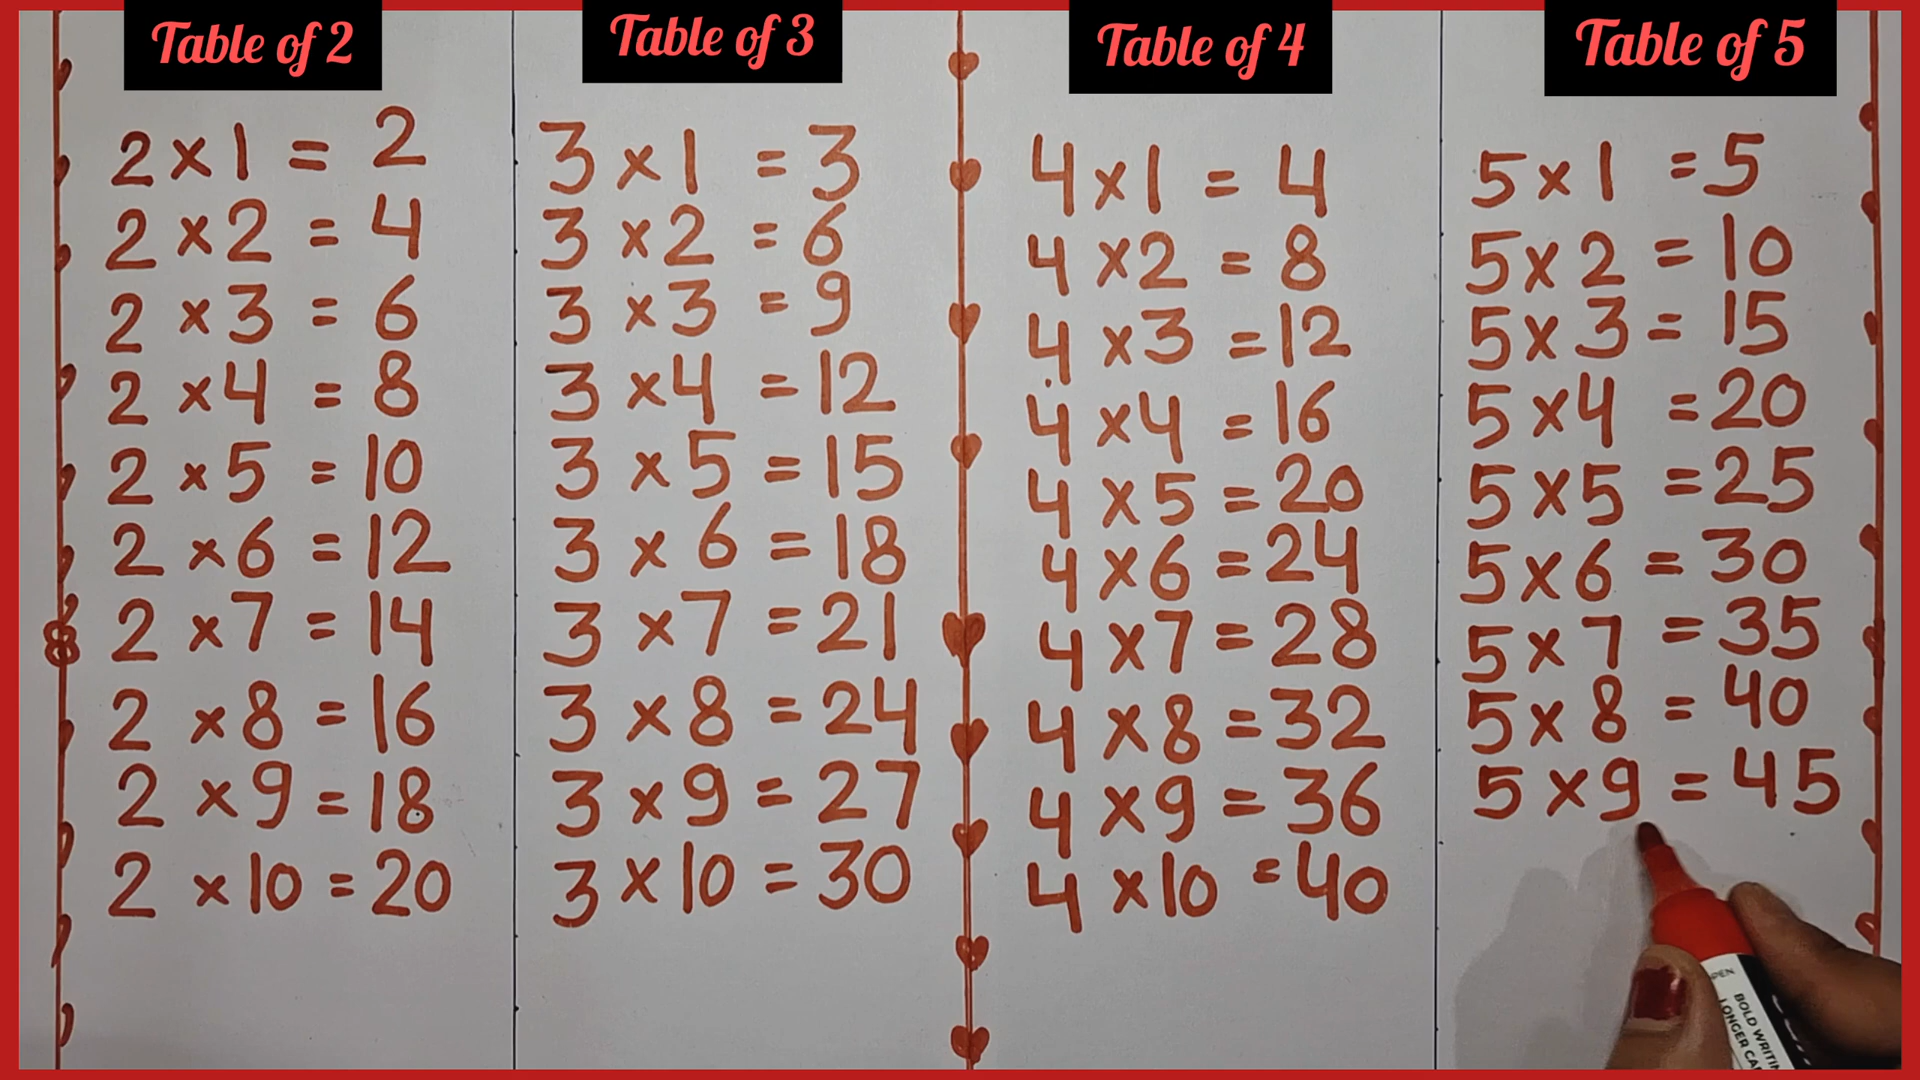 Table of 2
2 × 1 = 2
2 × 2 = 4
2 × 3 = 6
2 × 4 = 8
2 × 5 = 10
2 × 6 = 12
2 × 7 = 14
2 × 8 = 16
2 × 9 = 18
2 × 10 = 20
Table of 3
3 × 1 = 3
3 × 2 = 6
3 × 3 = 9
3 × 4 = 12
3 × 5 = 15
3 × 6 = 18
3 × 7 = 21
3 × 8 = 24
3 × 9 = 27
3 × 10 = 30
Table of 4
4 × 1 = 4
4 × 2 = 8
4 × 3 = 12
4 × 4 = 16
4 × 5 = 20
4 × 6 = 24
4 × 7 = 28
4 × 8 = 32
4 × 9 = 36
4 × 10 = 40
Table of 5
5 × 1 = 5
5 × 2 = 10
5 × 3 = 15
5 × 4 = 20
5 × 5 = 25
5 × 6 = 30
5 × 7 = 35
5 × 8 = 40
5 × 9 = 45
BOLD
LONGER